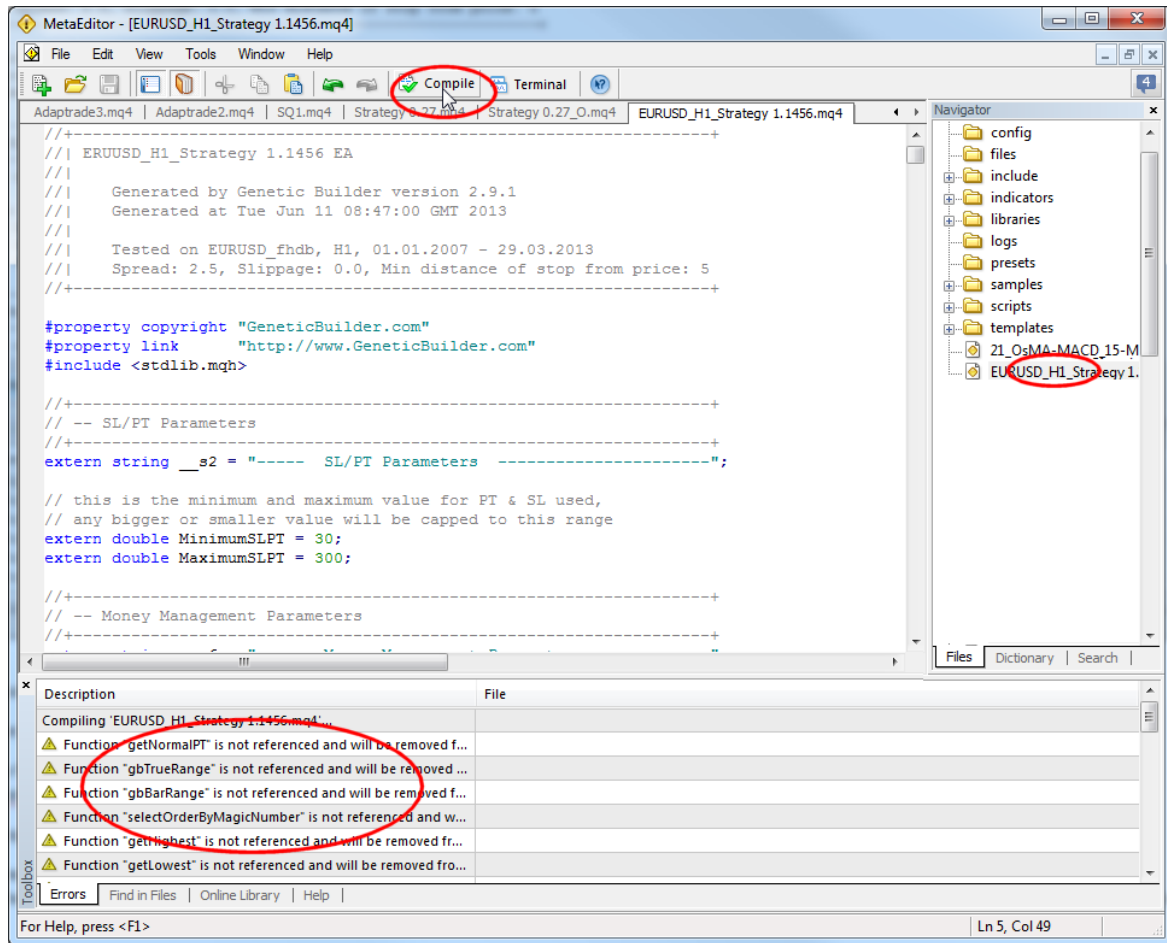 MetaEditor - [EURUSD_H1_Strategy 1.1456.mq4]
File Edit View Tools Window Help
Compile Terminal 4
Adaptrade3.mq4 | Adaptrade2.mq4 | SQ1.mq4 | Strategy 0.27.mq4 | Strategy 0.27_O.mq4 EURUSD_H1_Strategy 1.1456.mq4
//+------------------------------------------------------------------+
//| ERUUSD_H1_Strategy 1.1456 EA
//|
//|    Generated by Genetic Builder version 2.9.1
//|    Generated at Tue Jun 11 08:47:00 GMT 2013
//|
//|    Tested on EURUSD_fhdb, H1, 01.01.2007 - 29.03.2013
//|    Spread: 2.5, Slippage: 0.0, Min distance of stop from price: 5
//+------------------------------------------------------------------+
#property copyright "GeneticBuilder.com"
#property link      "http://www.GeneticBuilder.com"
#include <stdlib.mqh>
//+------------------------------------------------------------------+
// -- SL/PT Parameters
//+------------------------------------------------------------------+
extern string __s2 = "-----  SL/PT Parameters  ----------------------";
// this is the minimum and maximum value for PT & SL used,
// any bigger or smaller value will be capped to this range
extern double MinimumSLPT = 30;
extern double MaximumSLPT = 300;
//+------------------------------------------------------------------+
// -- Money Management Parameters
//+------------------------------------------------------------------+
Navigator
config
files
include
indicators
libraries
logs
presets
samples
scripts
templates
21_OsMA-MACD_15-M
EURUSD_H1_Strategy 1.
Files Dictionary | Search |
Description File
Compiling 'EURUSD_H1_Strategy 1.1456.mq4'...
Function "getNormalPT" is not referenced and will be removed f...
Function "gbTrueRange" is not referenced and will be removed ...
Function "gbBarRange" is not referenced and will be removed f...
Function "selectOrderByMagicNumber" is not referenced and w...
Function "getHighest" is not referenced and will be removed fr...
Function "getLowest" is not referenced and will be removed fro...
Toolbox
Errors Find in Files | Online Library | Help |
For Help, press <F1> Ln 5, Col 49